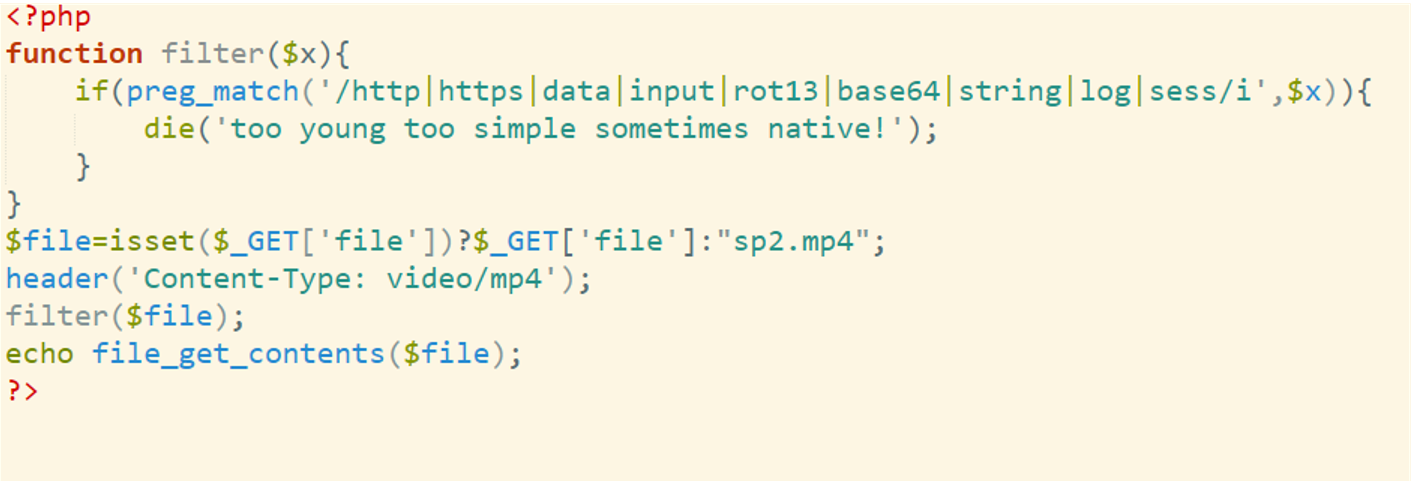 <?php
function filter($x){
    if(preg_match('/http|https|data|input|rot13|base64|string|log|sess/i',$x)){
        die('too young too simple sometimes native!');
    }
}
$file=isset($_GET['file'])?$_GET['file']:"sp2.mp4";
header('Content-Type: video/mp4');
filter($file);
echo file_get_contents($file);
?>